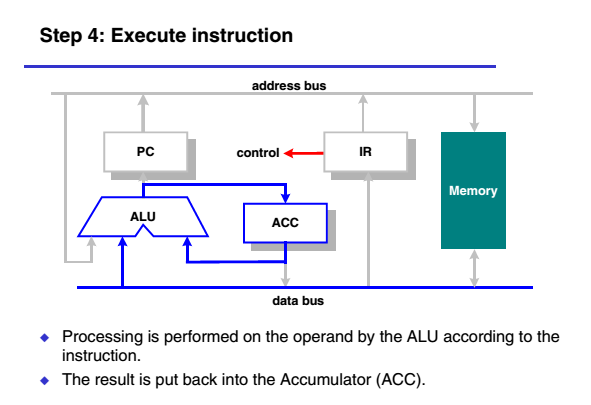 Step 4: Execute instruction
address bus
PC
control
IR
Memory
ALU
ACC
data bus
◆ Processing is performed on the operand by the ALU according to the
instruction.
◆ The result is put back into the Accumulator (ACC).